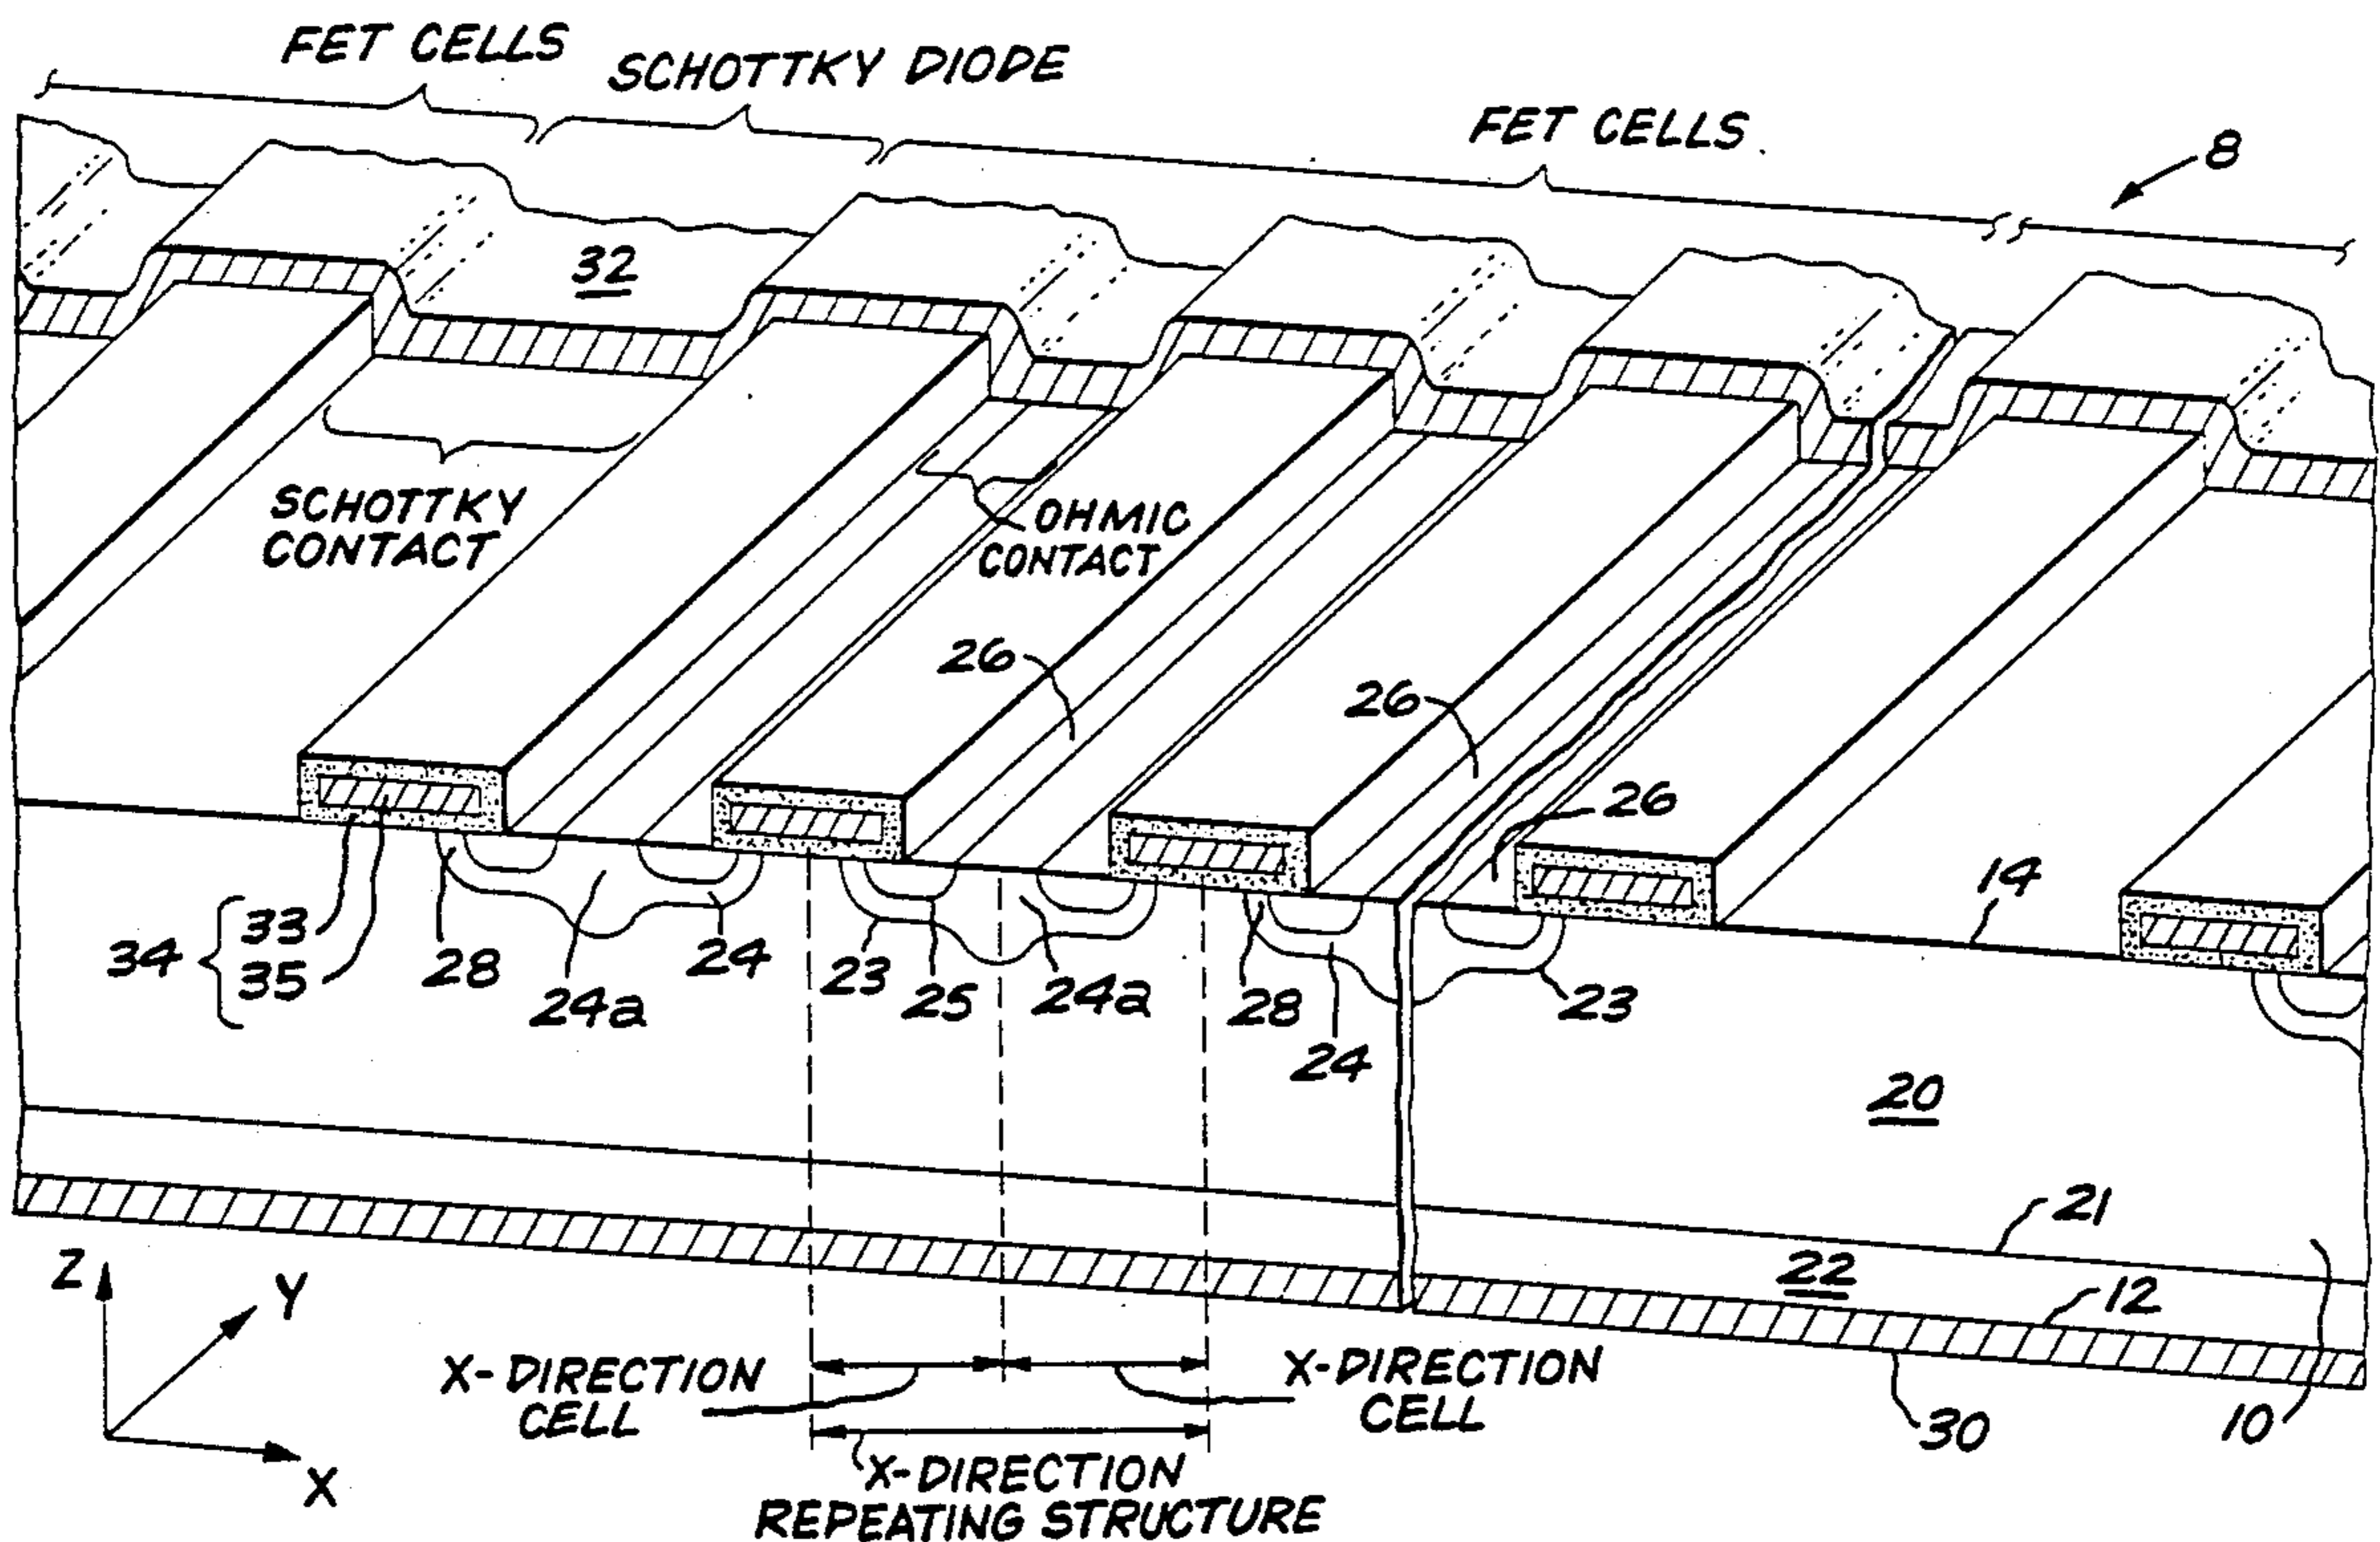 FET CELLS
SCHOTTKY DIODE
FET CELLS
8
32
SCHOTTKY
CONTACT
OHMIC
CONTACT
26
26
26
14
34
33
35
28
24a
24
23
25
24a
28
24
23
20
21
22
12
Z
Y
X
X-DIRECTION
CELL
X-DIRECTION
CELL
30
10
X-DIRECTION
REPEATING STRUCTURE